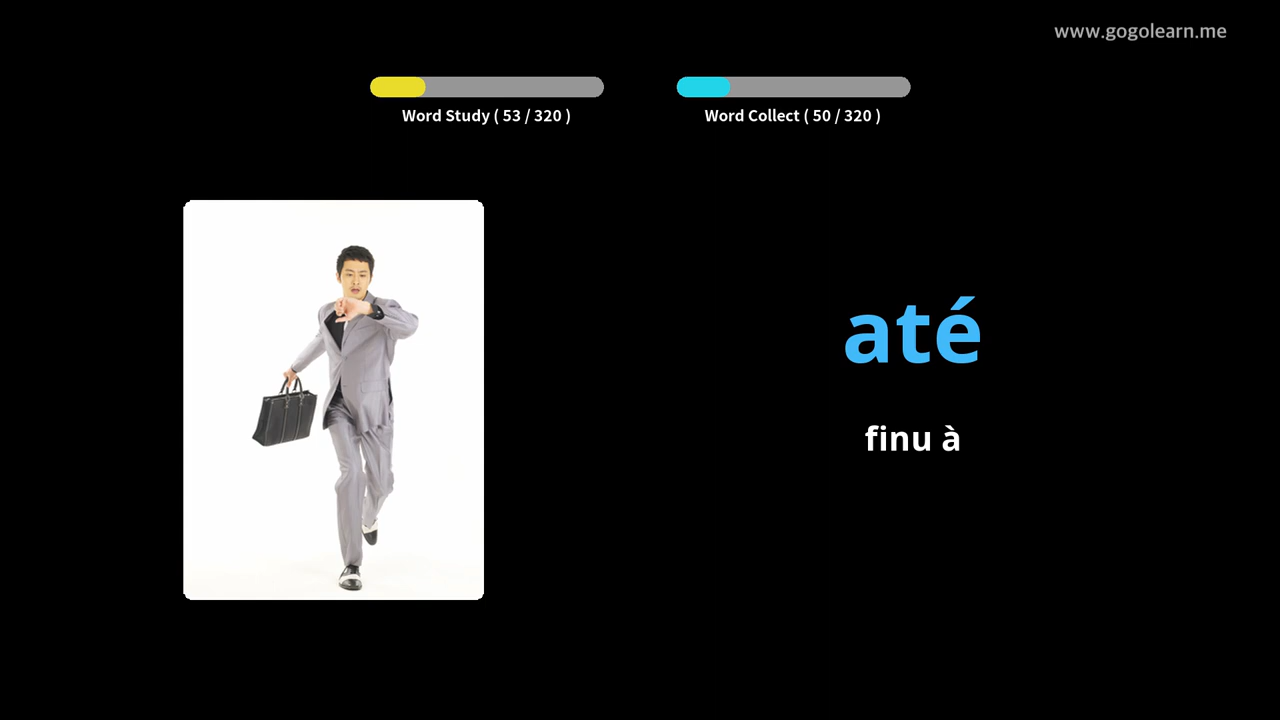 www.gogolearn.me
Word Study ( 53 / 320 )
Word Collect ( 50 / 320 )
até
finu à